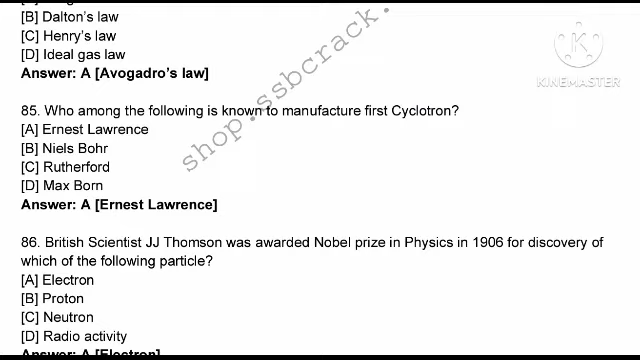 [B] Dalton's law
[C] Henry's law
[D] Ideal gas law
Answer: A [Avogadro's law]
85. Who among the following is known to manufacture first Cyclotron?
[A] Ernest Lawrence
[B] Niels Bohr
[C] Rutherford
[D] Max Born
Answer: A [Ernest Lawrence]
86. British Scientist JJ Thomson was awarded Nobel prize in Physics in 1906 for discovery of
which of the following particle?
[A] Electron
[B] Proton
[C] Neutron
[D] Radio activity
Answer: A [Electron]
shop.ssbcrack.
KINEMASTER